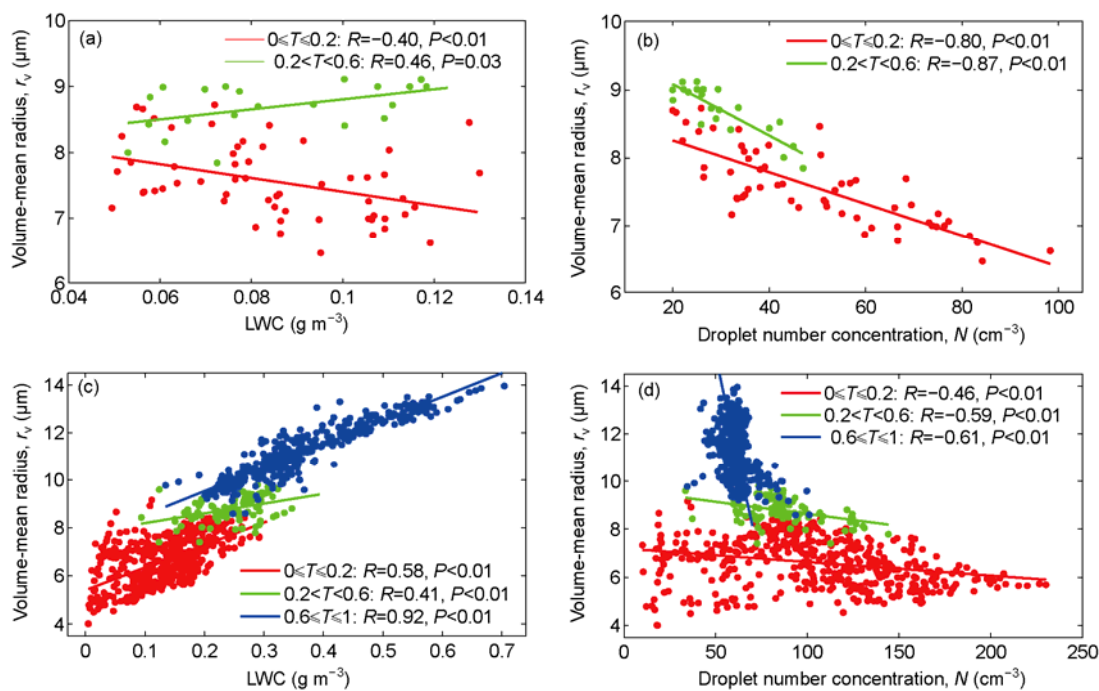 (a)
0≤T≤0.2: R=−0.40, P<0.01
0.2<T<0.6: R=0.46, P=0.03
Volume-mean radius, rv (μm)
10
9
8
7
6
0.04 0.06 0.08 0.1 0.12 0.14
LWC (g m−3)
(b)
0≤T≤0.2: R=−0.80, P<0.01
0.2<T<0.6: R=−0.87, P<0.01
Volume-mean radius, rv (μm)
10
9
8
7
6
20 40 60 80 100
Droplet number concentration, N (cm−3)
(c)
Volume-mean radius, rv (μm)
14
12
10
8
6
4
0≤T≤0.2: R=0.58, P<0.01
0.2<T<0.6: R=0.41, P<0.01
0.6≤T≤1: R=0.92, P<0.01
0 0.1 0.2 0.3 0.4 0.5 0.6 0.7
LWC (g m−3)
(d)
0≤T≤0.2: R=−0.46, P<0.01
0.2<T<0.6: R=−0.59, P<0.01
0.6≤T≤1: R=−0.61, P<0.01
Volume-mean radius, rv (μm)
14
12
10
8
6
4
0 50 100 150 200 250
Droplet number concentration, N (cm−3)